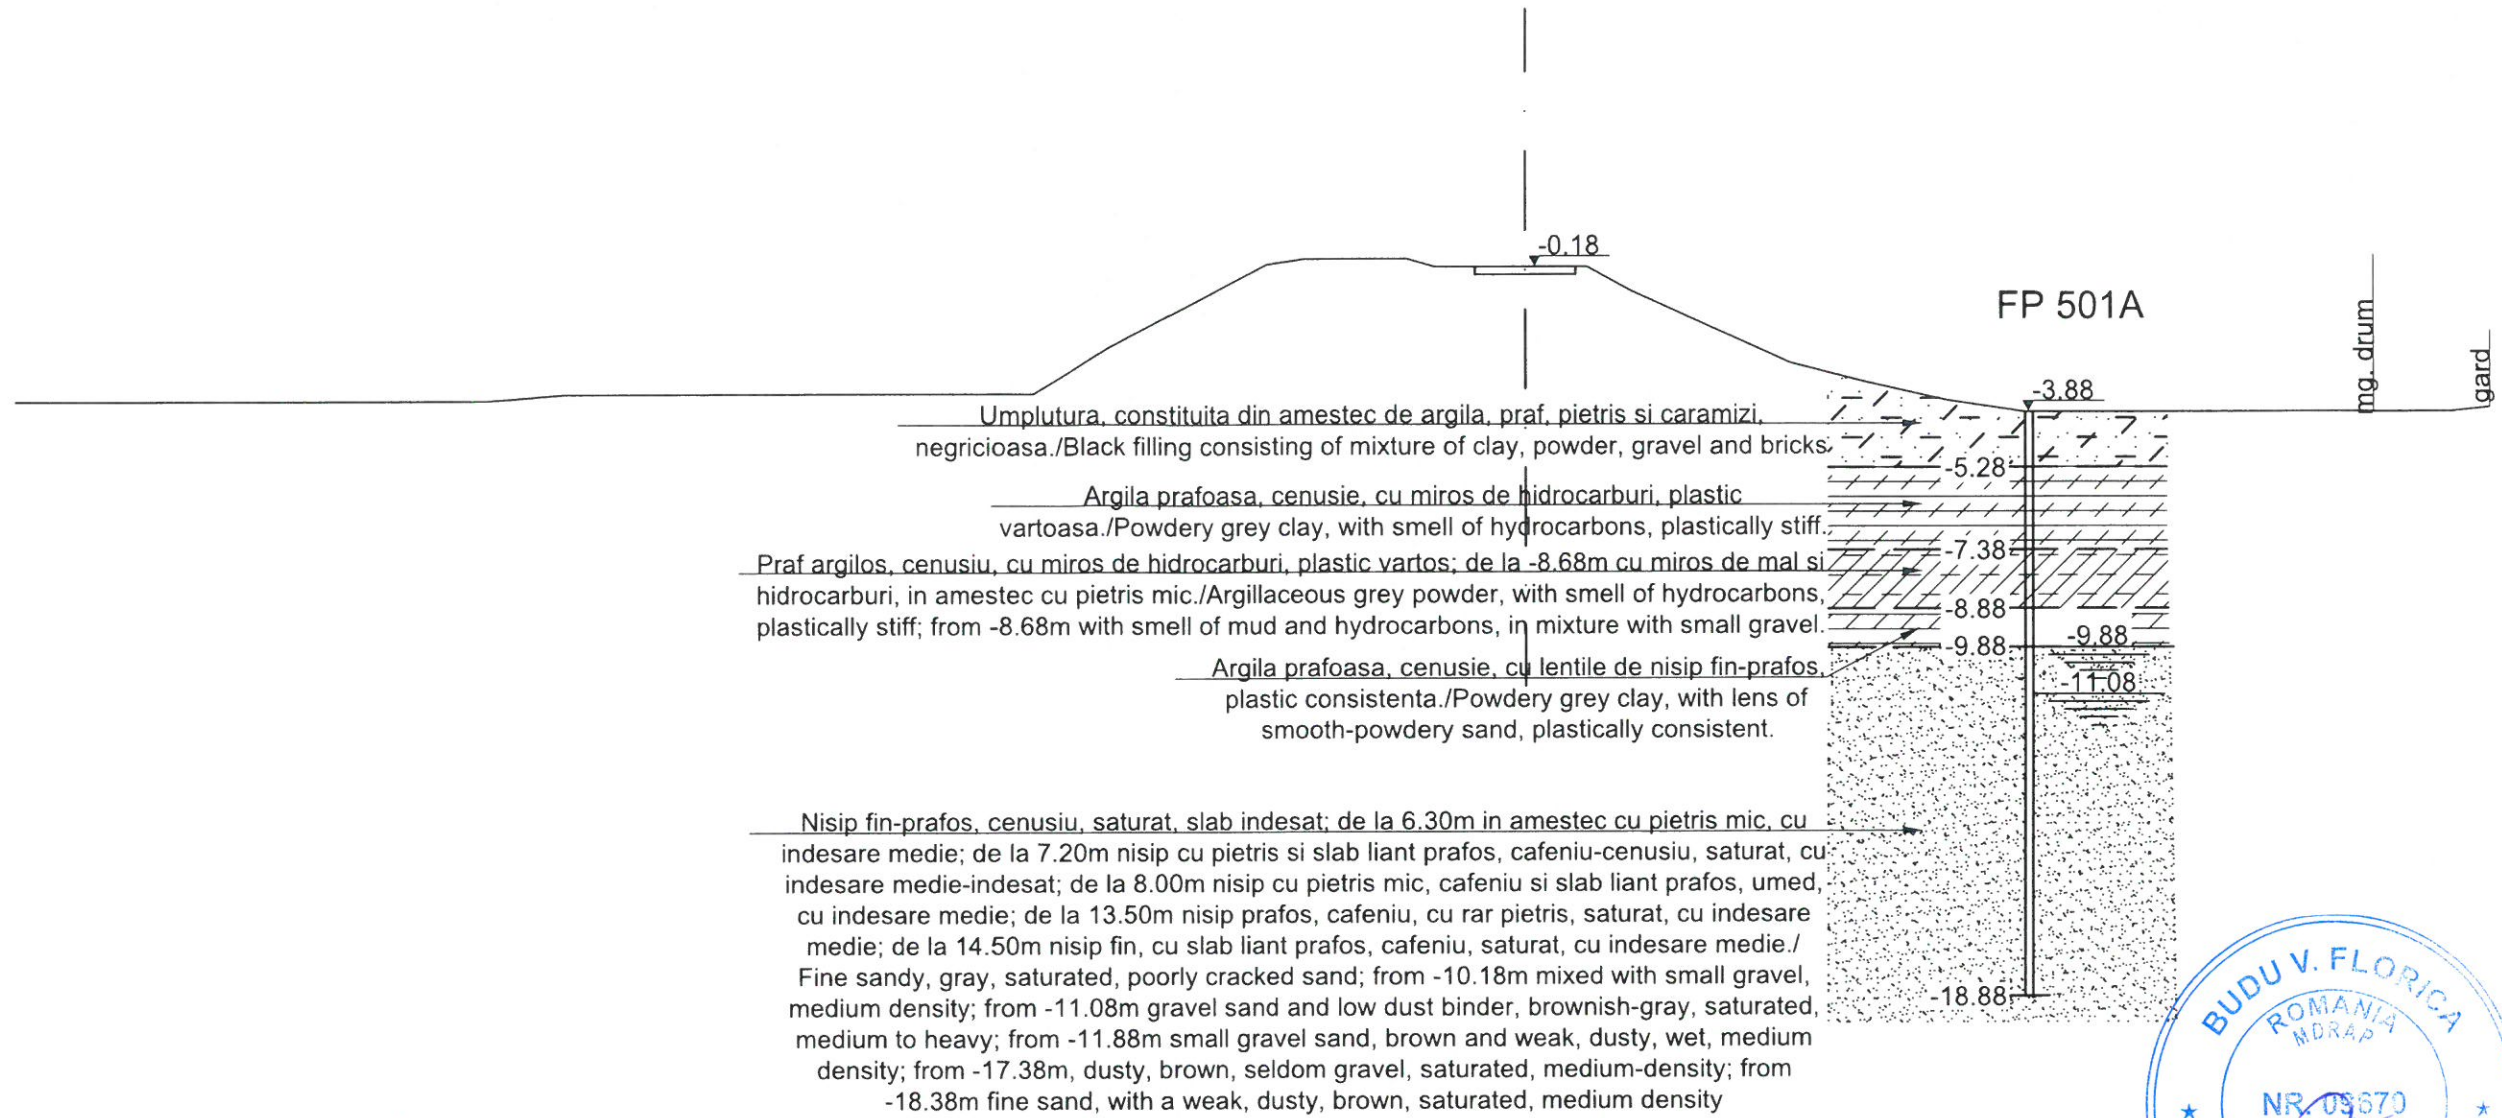 -0.18
FP 501A
mg. drum
gard
-3.88
Umplutura, constituita din amestec de argila, praf, pietris si caramizi,
negricioasa./Black filling consisting of mixture of clay, powder, gravel and bricks.
-5.28
Argila prafoasa, cenusie, cu miros de hidrocarburi, plastic
vartoasa./Powdery grey clay, with smell of hydrocarbons, plastically stiff.
-7.38
Praf argilos, cenusiu, cu miros de hidrocarburi, plastic vartos; de la -8.68m cu miros de mal si
hidrocarburi, in amestec cu pietris mic./Argillaceous grey powder, with smell of hydrocarbons,
plastically stiff; from -8.68m with smell of mud and hydrocarbons, in mixture with small gravel.
-8.88
-9.88
-9.88
Argila prafoasa, cenusie, cu lentile de nisip fin-prafos,
plastic consistenta./Powdery grey clay, with lens of
smooth-powdery sand, plastically consistent.
-11.08
Nisip fin-prafos, cenusiu, saturat, slab indesat; de la 6.30m in amestec cu pietris mic, cu
indesare medie; de la 7.20m nisip cu pietris si slab liant prafos, cafeniu-cenusiu, saturat, cu
indesare medie-indesat; de la 8.00m nisip cu pietris mic, cafeniu si slab liant prafos, umed,
cu indesare medie; de la 13.50m nisip prafos, cafeniu, cu rar pietris, saturat, cu indesare
medie; de la 14.50m nisip fin, cu slab liant prafos, cafeniu, saturat, cu indesare medie./
Fine sandy, gray, saturated, poorly cracked sand; from -10.18m mixed with small gravel,
medium density; from -11.08m gravel sand and low dust binder, brownish-gray, saturated,
medium to heavy; from -11.88m small gravel sand, brown and weak, dusty, wet, medium
density; from -17.38m, dusty, brown, seldom gravel, saturated, medium-density; from
-18.38m fine sand, with a weak, dusty, brown, saturated, medium density
-18.88
BUDU V. FLORICA
ROMANIA
MDRAP
NR. 09670